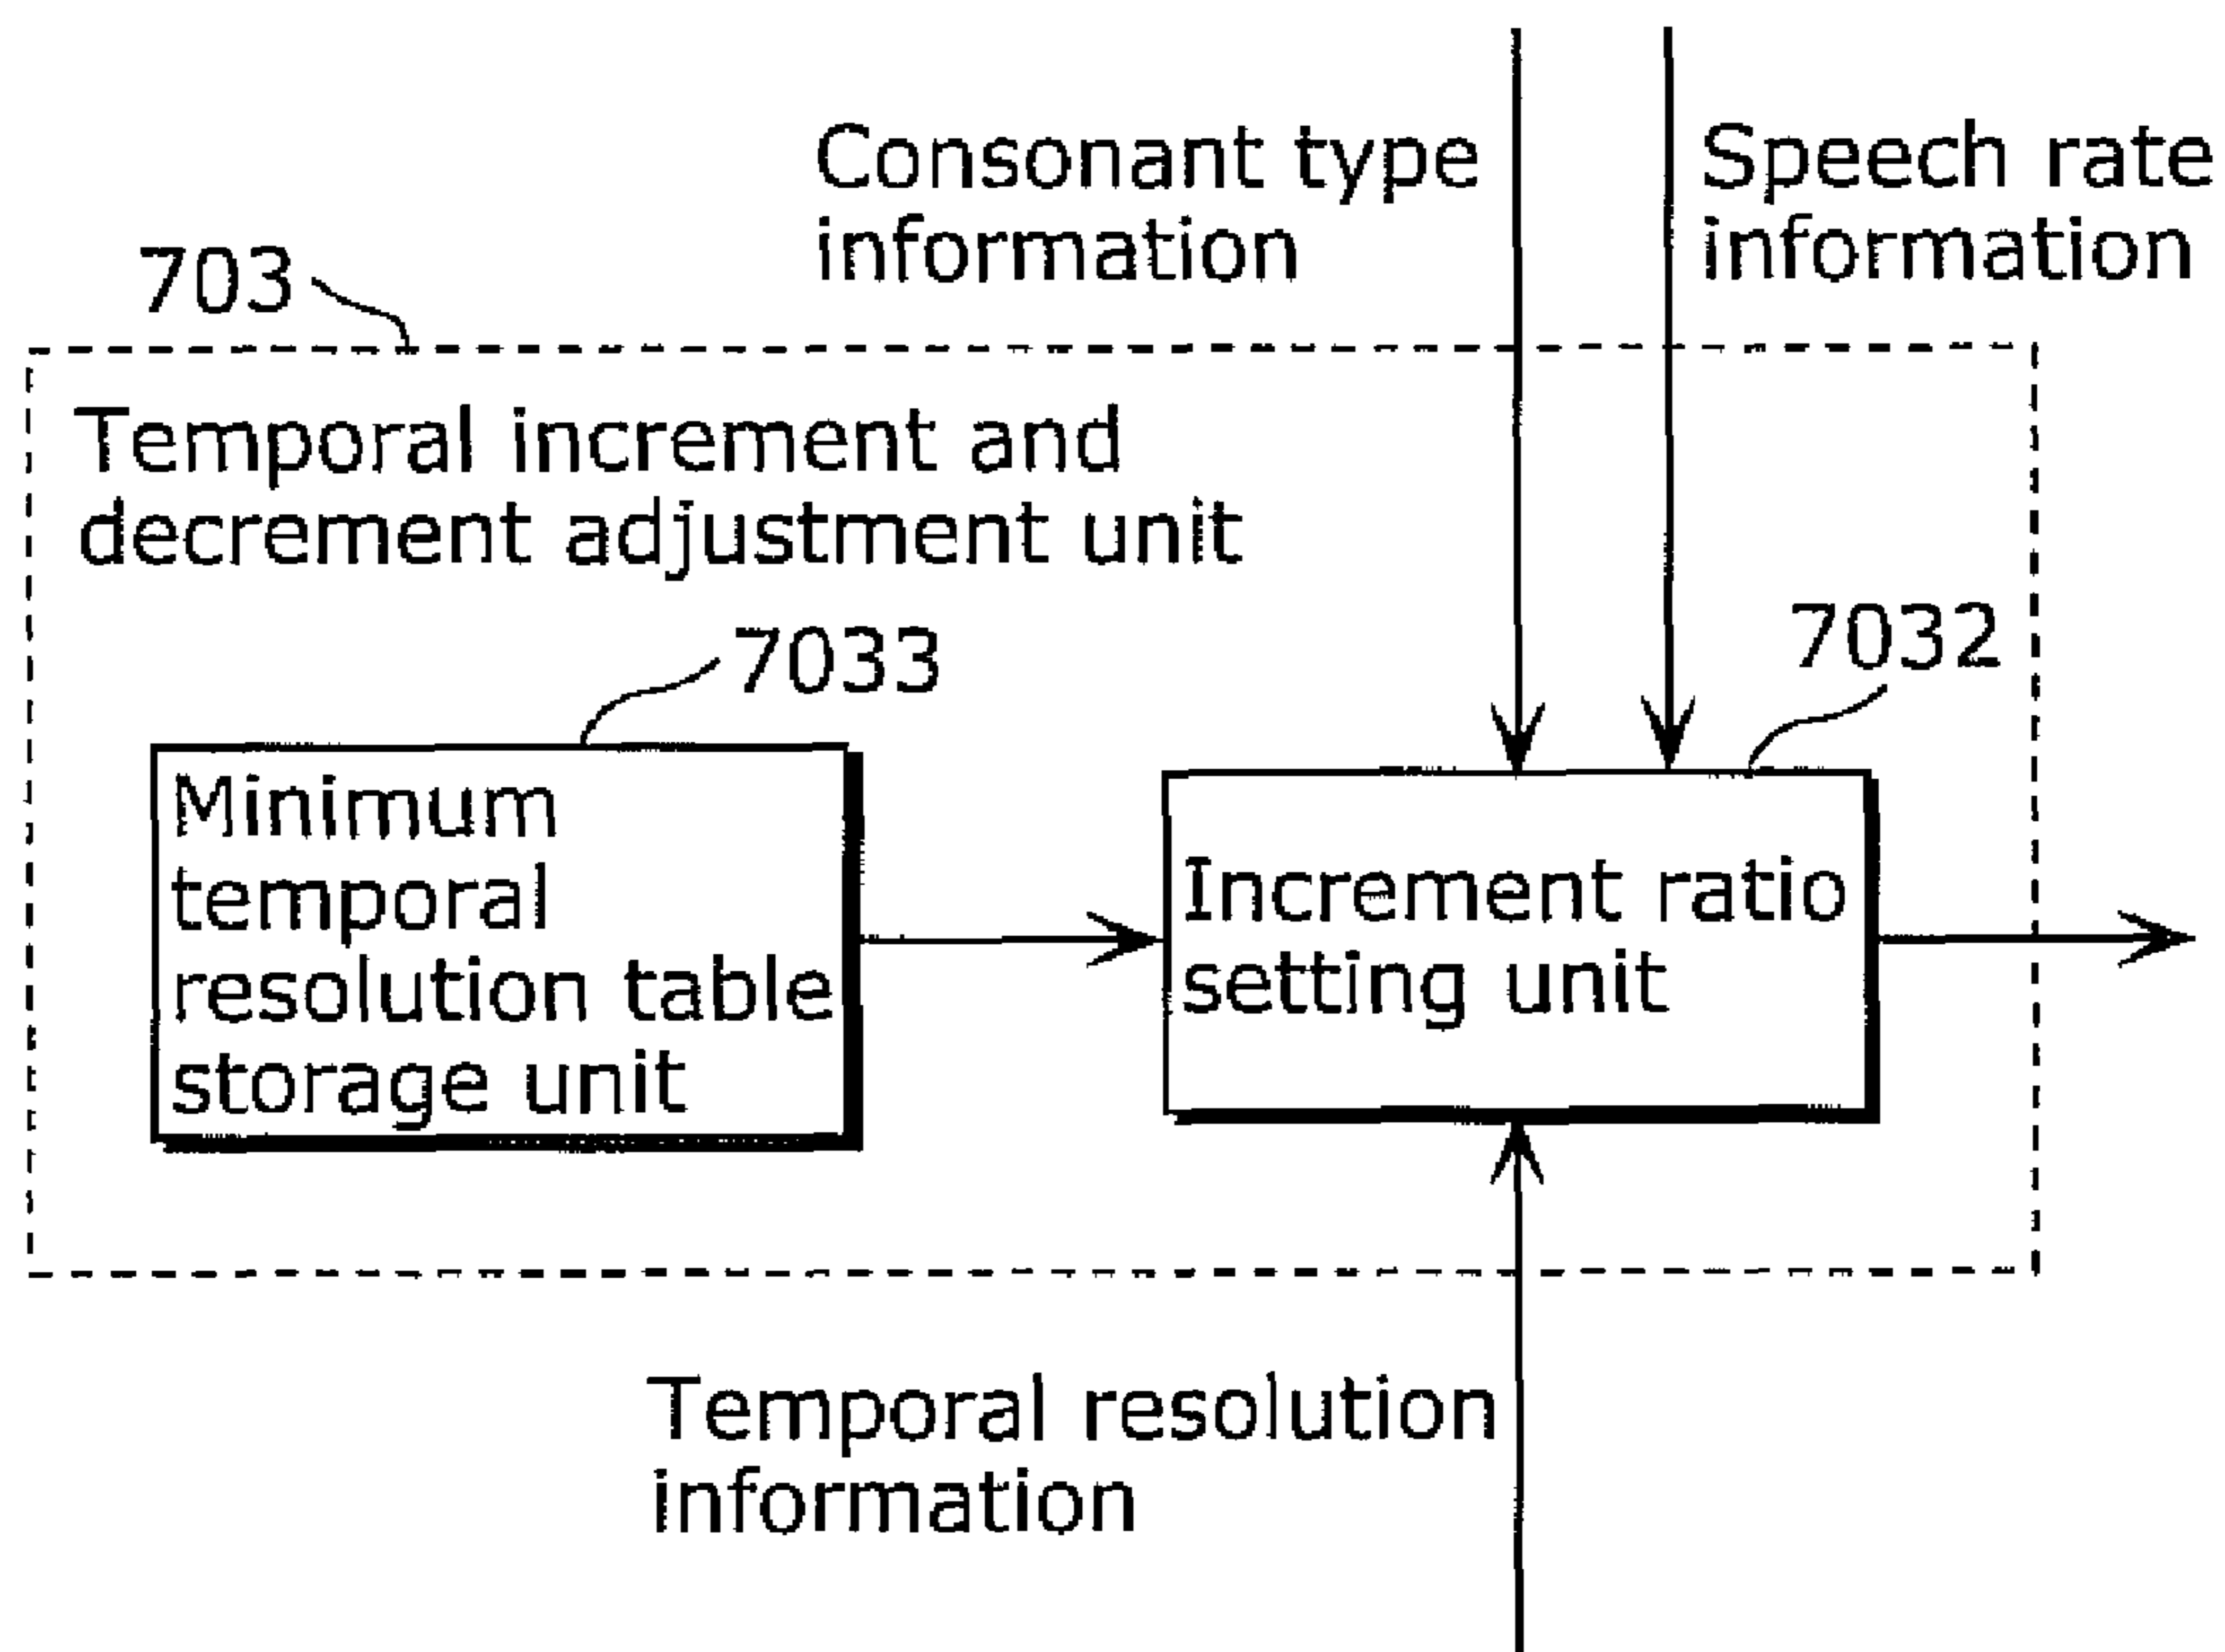 Consonant type
information
Speech rate
information
703
Temporal increment and
decrement adjustment unit
7033
7032
Minimum
temporal
resolution table
storage unit
Increment ratio
setting unit
Temporal resolution
information